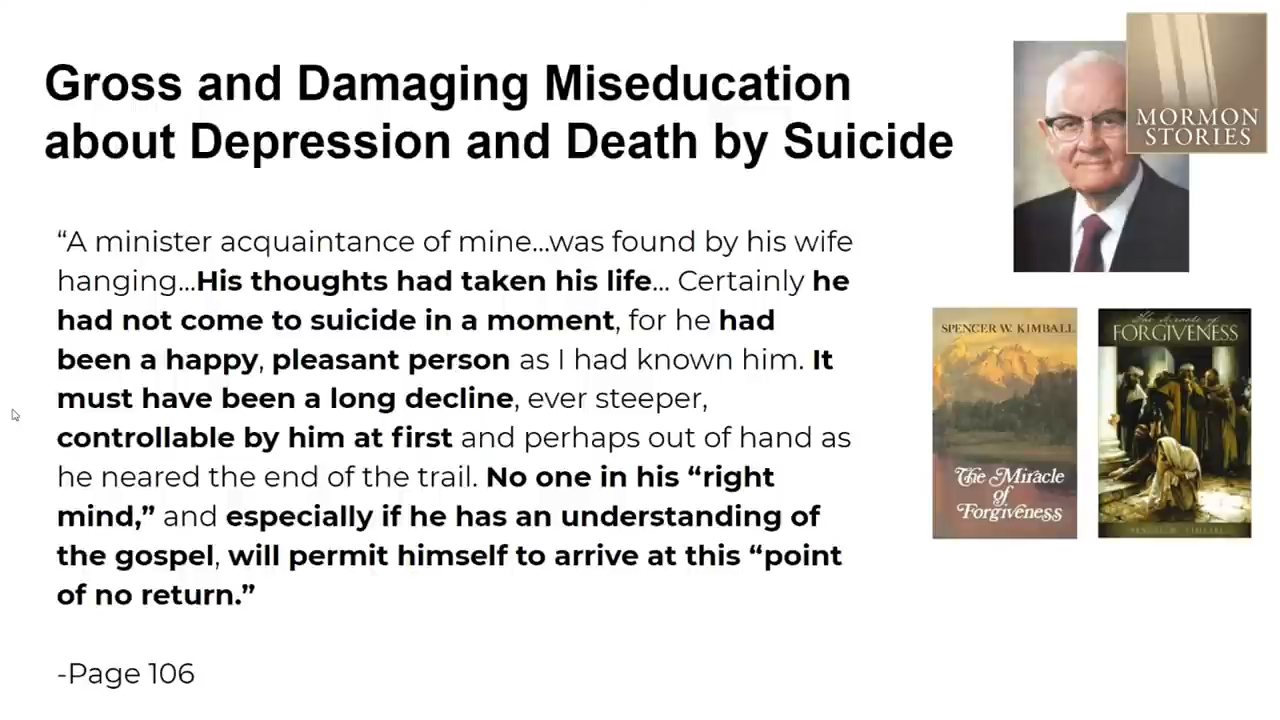 Gross and Damaging Miseducation
about Depression and Death by Suicide
MORMON
STORIES
“A minister acquaintance of mine...was found by his wife
hanging...His thoughts had taken his life... Certainly he
had not come to suicide in a moment, for he had
been a happy, pleasant person as I had known him. It
must have been a long decline, ever steeper,
controllable by him at first and perhaps out of hand as
he neared the end of the trail. No one in his “right
mind,” and especially if he has an understanding of
the gospel, will permit himself to arrive at this “point
of no return.”
-Page 106
SPENCER W. KIMBALL
The Miracle
of
Forgiveness
The Miracle of
FORGIVENESS